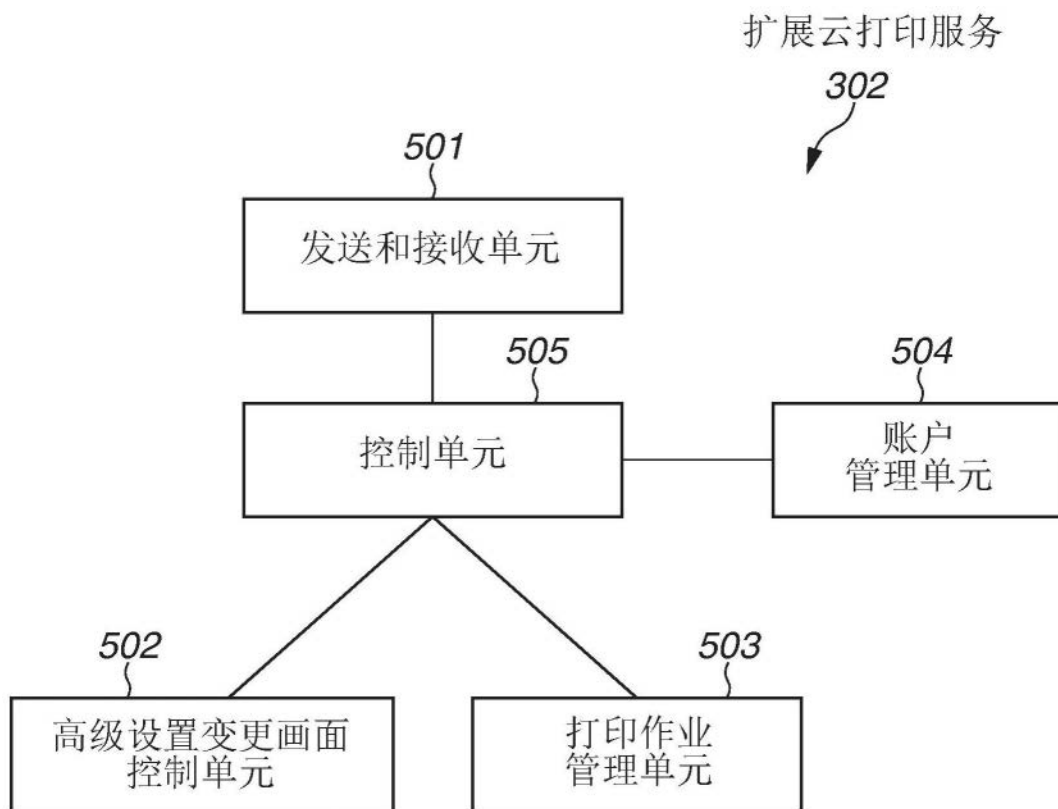 扩展云打印服务
302
501
发送和接收单元
505
504
控制单元
账户
管理单元
502
503
高级设置变更画面
控制单元
打印作业
管理单元